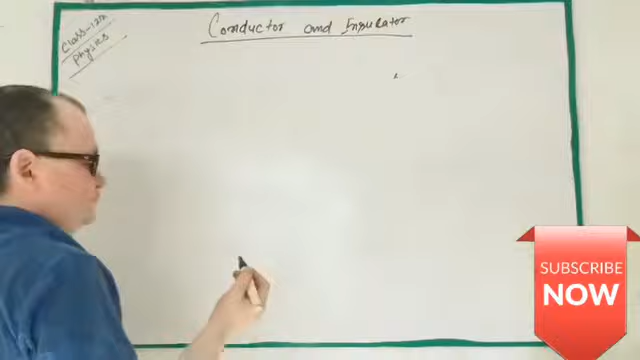 Conductor and Insulator
Class-12th
Physics
SUBSCRIBE
NOW